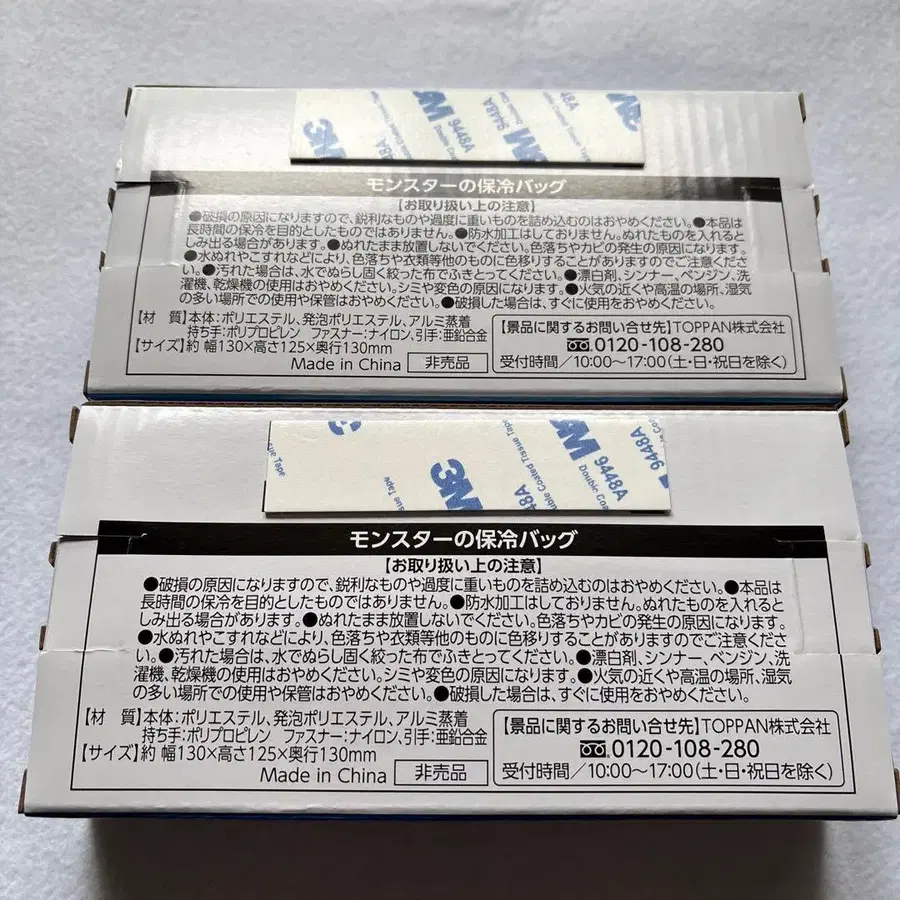 3M
3M
9448A
Double Coated
9448A
3M
9448A
3M
モンスターの保冷バッグ
【お取り扱い上の注意】
●破損の原因になりますので、鋭利なものや過度に重いものを詰め込むのはおやめください。●本品は
長時間の保冷を目的としたものではありません。●防水加工はしておりません。ぬれたものを入れると
しみ出る場合があります。●ぬれたまま放置しないでください。色落ちやカビの発生の原因になります。
●水ぬれやこすれなどにより、色落ちや衣類等他のものに色移りすることがありますのでご注意くださ
い。●汚れた場合は、水でぬらし固く絞った布でふきとってください。●漂白剤、シンナー、ベンジン、洗
濯機、乾燥機の使用はおやめください。シミや変色の原因になります。●火気の近くや高温の場所、湿気
の多い場所での使用や保管はおやめください。●破損した場合は、すぐに使用をおやめください。
【材　質】本体：ポリエステル、発泡ポリエステル、アルミ蒸着
持ち手：ポリプロピレン　ファスナー：ナイロン、引手：亜鉛合金
【サイズ】約 幅130×高さ125×奥行130mm
Made in China 非売品
【景品に関するお問い合せ先】TOPPAN株式会社
0120-108-280
受付時間／10:00〜17:00（土・日・祝日を除く）
Tissue Tape
Tissue Tape
3M
9448A
Double Coated Tissue Tape
3M
9448A
Double Coa
9448A
モンスターの保冷バッグ
【お取り扱い上の注意】
●破損の原因になりますので、鋭利なものや過度に重いものを詰め込むのはおやめください。●本品は
長時間の保冷を目的としたものではありません。●防水加工はしておりません。ぬれたものを入れると
しみ出る場合があります。●ぬれたまま放置しないでください。色落ちやカビの発生の原因になります。
●水ぬれやこすれなどにより、色落ちや衣類等他のものに色移りすることがありますのでご注意くださ
い。●汚れた場合は、水でぬらし固く絞った布でふきとってください。●漂白剤、シンナー、ベンジン、洗
濯機、乾燥機の使用はおやめください。シミや変色の原因になります。●火気の近くや高温の場所、湿気
の多い場所での使用や保管はおやめください。●破損した場合は、すぐに使用をおやめください。
【材　質】本体：ポリエステル、発泡ポリエステル、アルミ蒸着
持ち手：ポリプロピレン　ファスナー：ナイロン、引手：亜鉛合金
【サイズ】約 幅130×高さ125×奥行130mm
Made in China 非売品
【景品に関するお問い合せ先】TOPPAN株式会社
0120-108-280
受付時間／10:00〜17:00（土・日・祝日を除く）